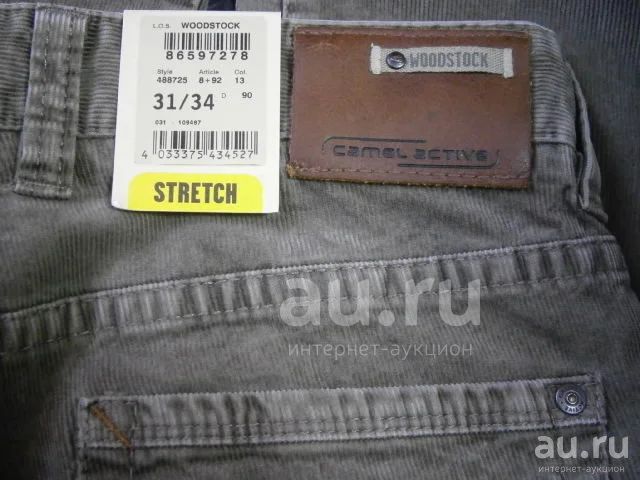 L.O.S. WOODSTOCK
86597278
Style Article Col.
488725 8+92 13
31/34 D 90
031 - 109497
4 033375 434527
STRETCH
WOODSTOCK
camel active
au.ru
интернет-аукцион
au.ru
интернет-аукцион